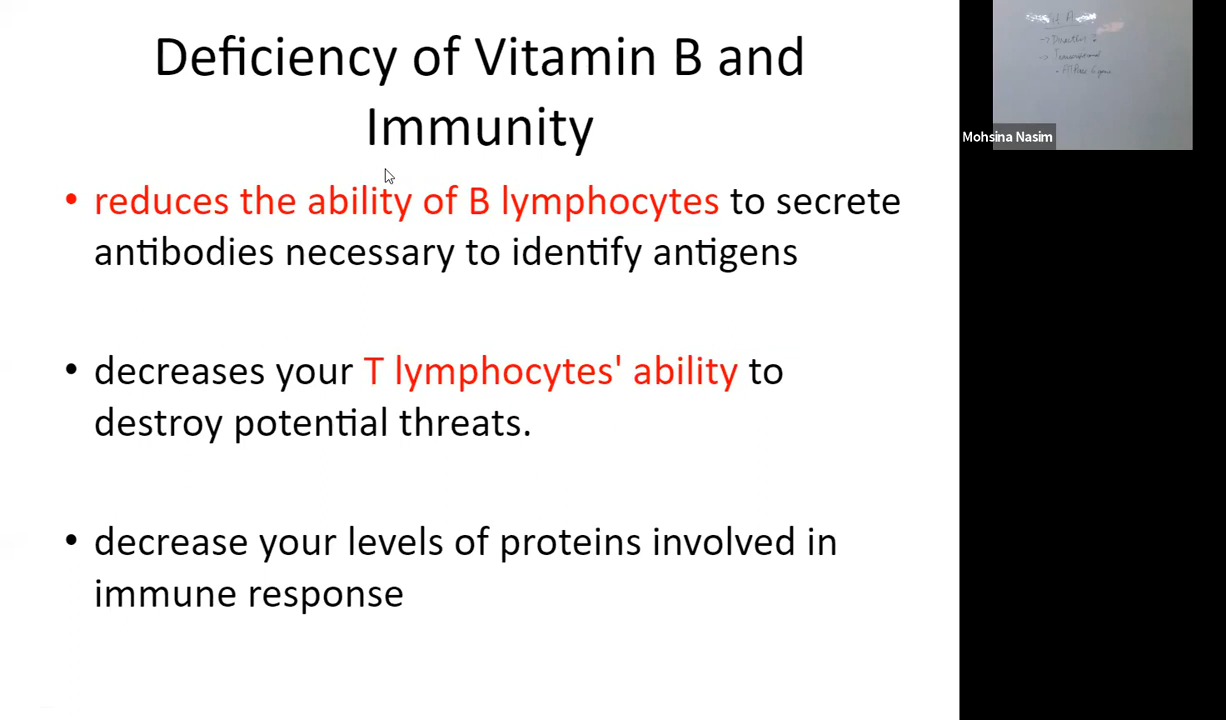 Deficiency of Vitamin B and
Immunity
• reduces the ability of B lymphocytes to secrete
antibodies necessary to identify antigens
• decreases your T lymphocytes' ability to
destroy potential threats.
• decrease your levels of proteins involved in
immune response
Mohsina Nasim